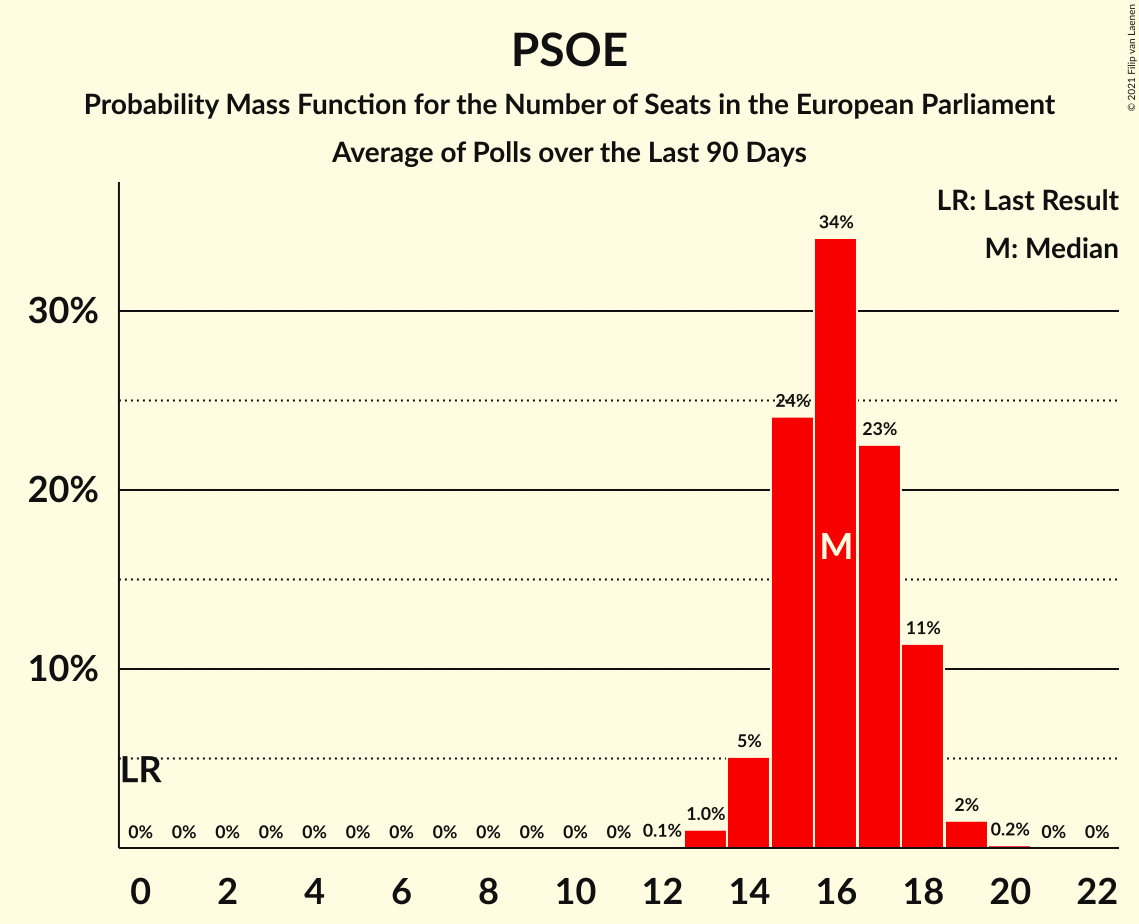 PSOE
Probability Mass Function for the Number of Seats in the European Parliament
Average of Polls over the Last 90 Days
© 2021 Filip van Laenen
LR: Last Result
M: Median
34%
30%
24%
23%
20%
M
11%
10%
5%
LR
0% 0% 0% 0% 0% 0% 0% 0% 0% 0% 0% 0% 0.1% 1.0% 2% 0.2% 0% 0%
0 2 4 6 8 10 12 14 16 18 20 22